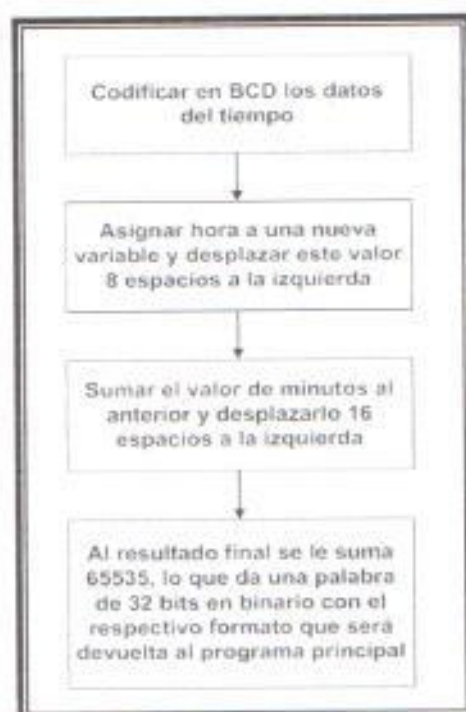 Codificar en BCD los datos
del tiempo
Asignar hora a una nueva
variable y desplazar este valor
8 espacios a la izquierda
Sumar el valor de minutos al
anterior y desplazarlo 16
espacios a la izquierda
Al resultado final se le suma
65535, lo que da una palabra
de 32 bits en binario con el
respectivo formato que será
devuelta al programa principal